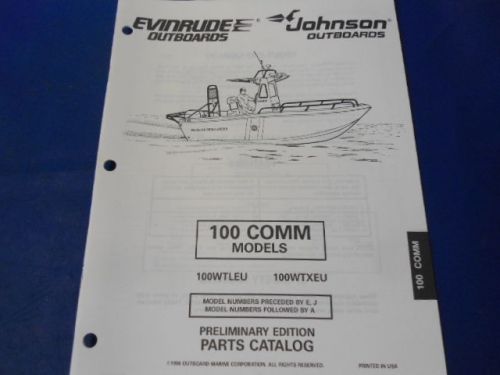 EVINRUDE
OUTBOARDS
Johnson
OUTBOARDS
100 COMM
MODELS
100WTLEU 100WTXEU
MODEL NUMBERS PRECEDED BY E, J
MODEL NUMBERS FOLLOWED BY A
PRELIMINARY EDITION
PARTS CATALOG
©1996 OUTBOARD MARINE CORPORATION. ALL RIGHTS RESERVED.
PRINTED IN USA
100 COMM